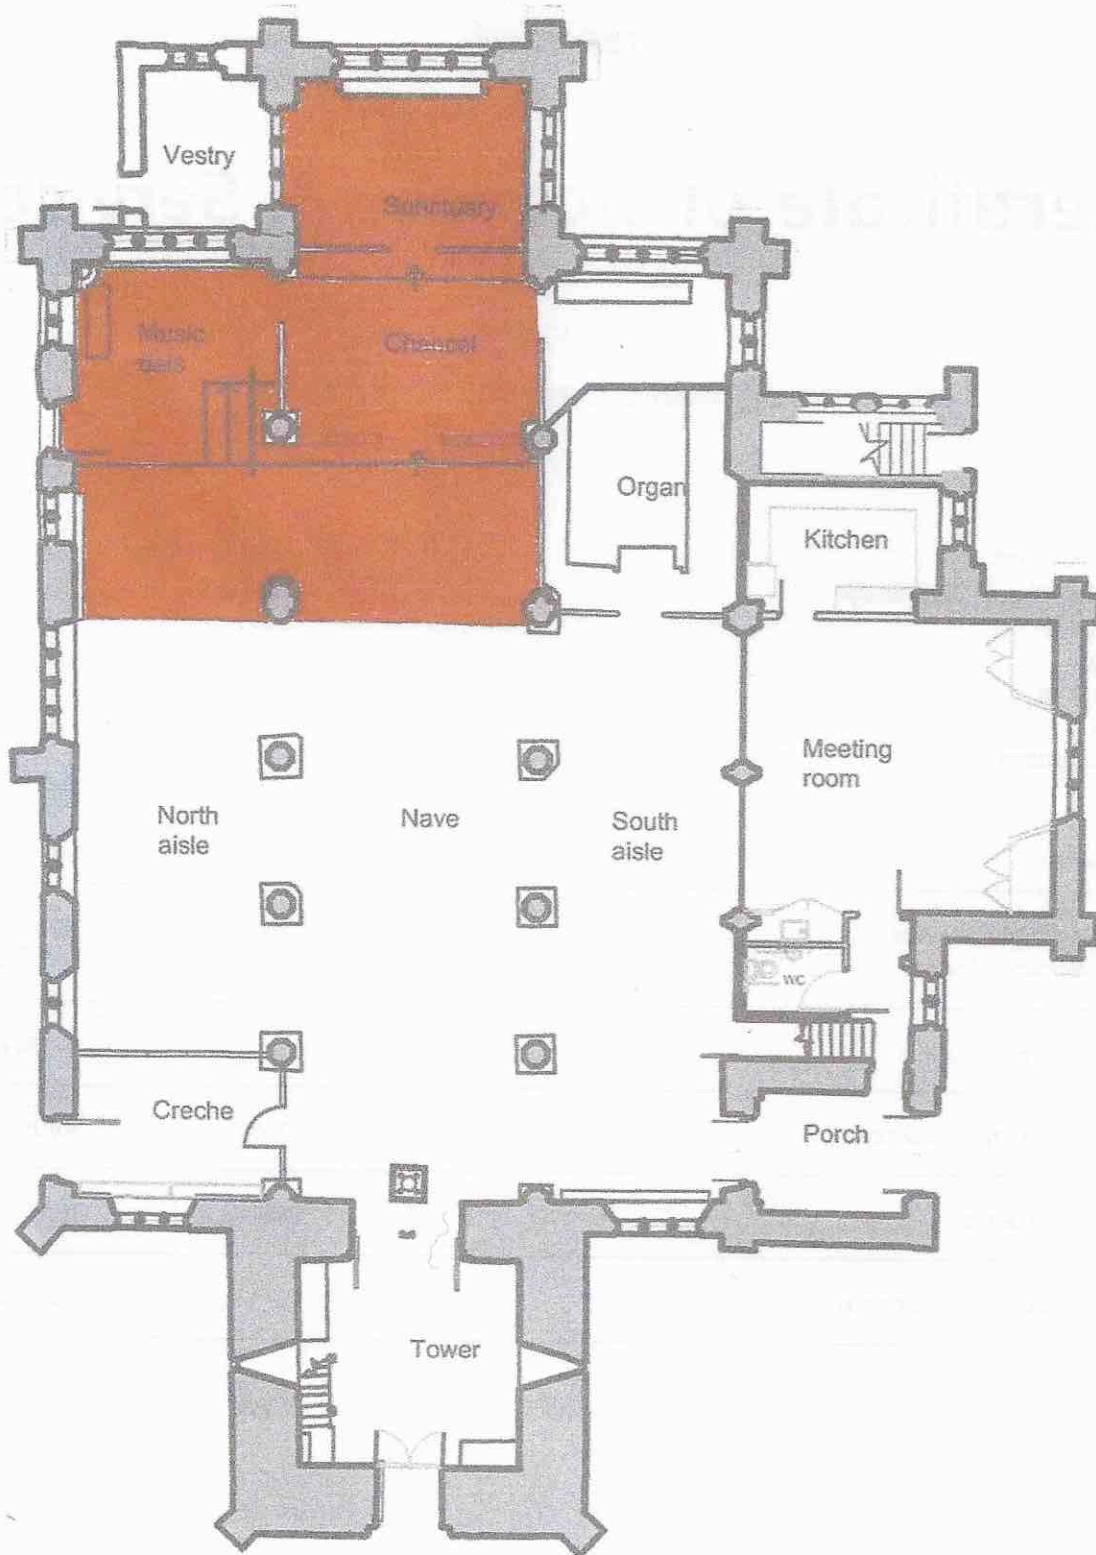 Vestry
Sanctuary
Music
dais
Chancel
Organ
Kitchen
Meeting
room
North
aisle
Nave
South
aisle
WC
Creche
Porch
Tower